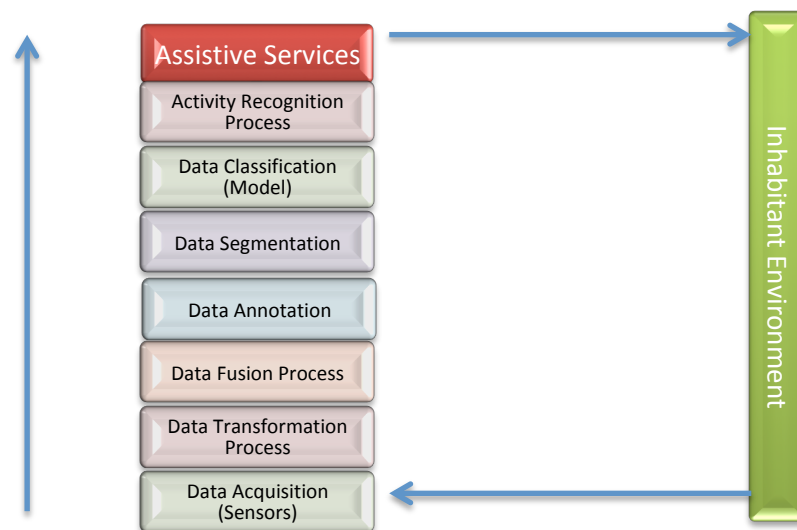 Assistive Services
Activity Recognition
Process
Data Classification
(Model)
Data Segmentation
Data Annotation
Data Fusion Process
Data Transformation
Process
Data Acquisition
(Sensors)
Inhabitant Environment